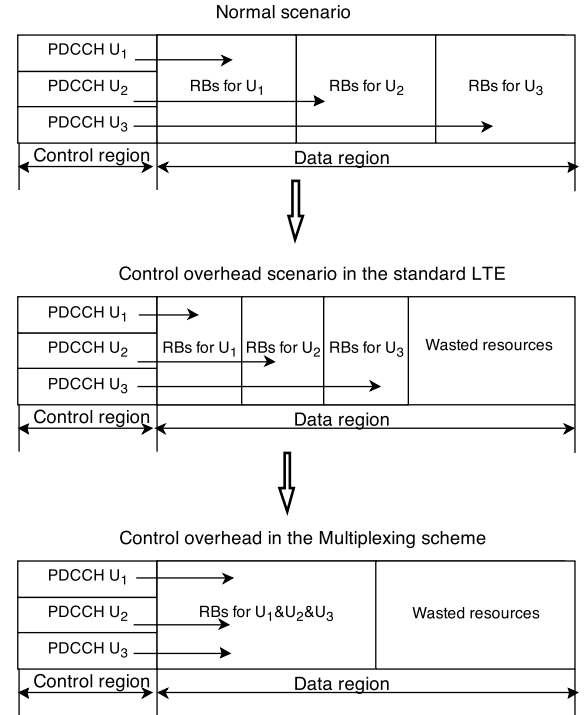 Normal scenario
PDCCH U1
PDCCH U2
PDCCH U3
RBs for U1
RBs for U2
RBs for U3
Control region
Data region
Control overhead scenario in the standard LTE
PDCCH U1
PDCCH U2
PDCCH U3
RBs for U1
RBs for U2
RBs for U3
Wasted resources
Control region
Data region
Control overhead in the Multiplexing scheme
PDCCH U1
PDCCH U2
PDCCH U3
RBs for U1&U2&U3
Wasted resources
Control region
Data region